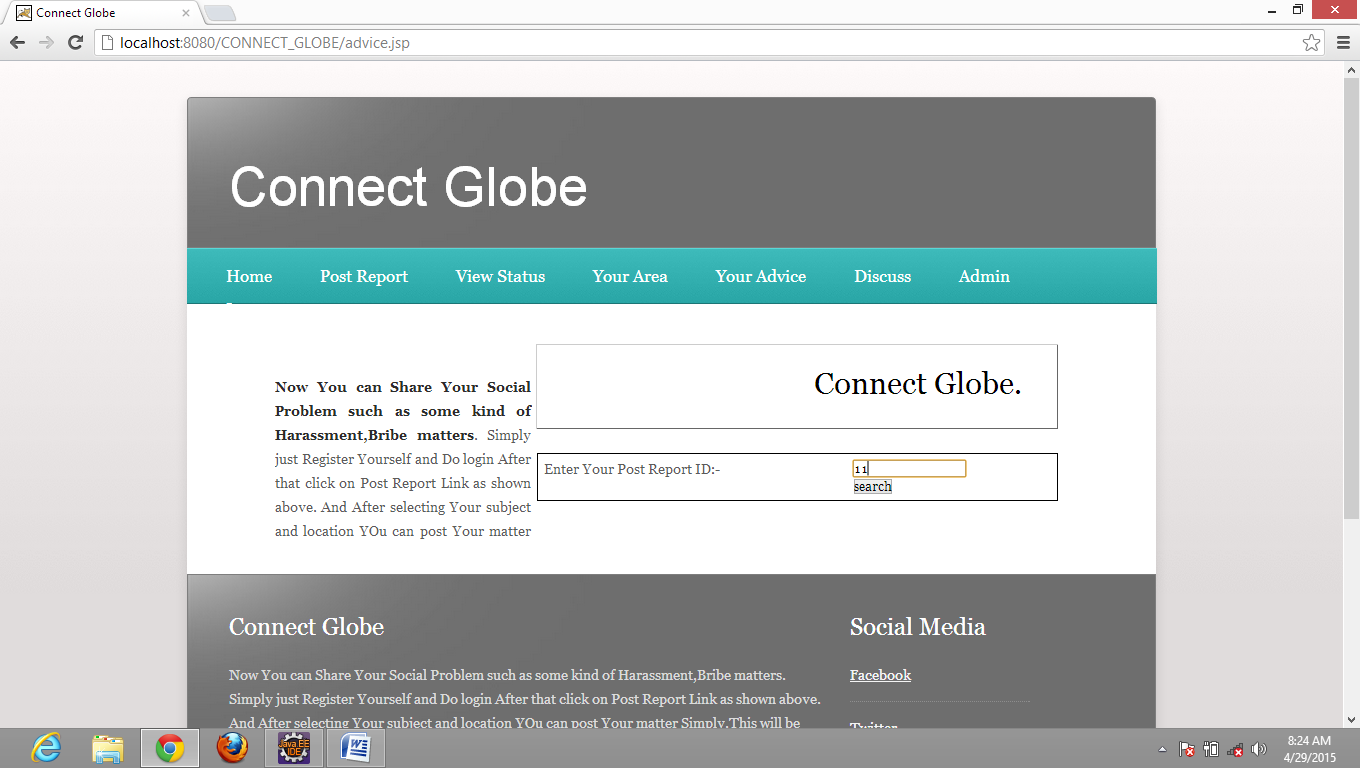 Connect Globe
localhost:8080/CONNECT_GLOBE/advice.jsp
Connect Globe
Home Post Report View Status Your Area Your Advice Discuss Admin
Connect Globe.
Now You can Share Your Social
Problem such as some kind of
Harassment,Bribe matters. Simply
just Register Yourself and Do login After
that click on Post Report Link as shown
above. And After selecting Your subject
and location YOu can post Your matter
Enter Your Post Report ID:- 11
search
Connect Globe
Now You can Share Your Social Problem such as some kind of Harassment,Bribe matters.
Simply just Register Yourself and Do login After that click on Post Report Link as shown above.
And After selecting Your subject and location YOu can post Your matter Simply.This will be
Social Media
Facebook
Twitter
Java EE
IDE
8:24 AM
4/29/2015